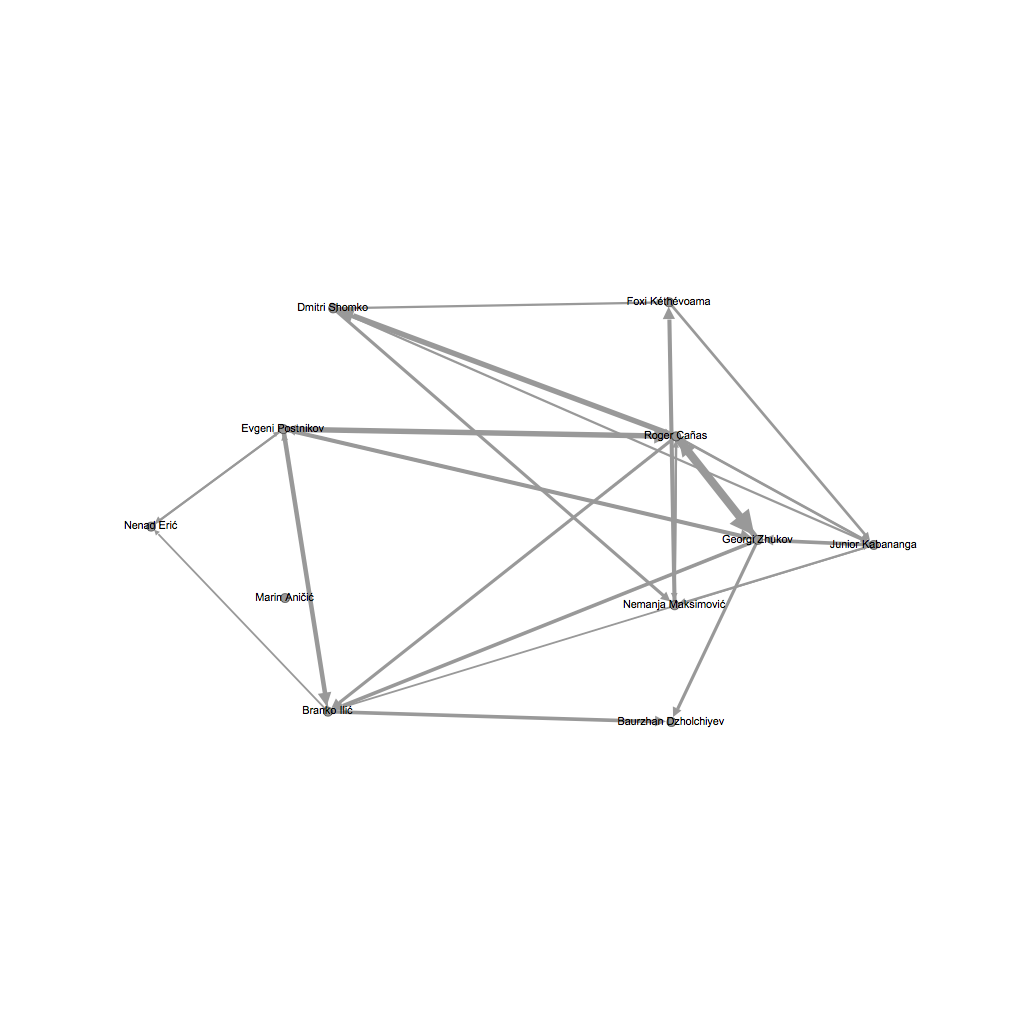 Foxi Kéthévoama
Dmitri Shomko
Evgeni Postnikov
Roger Cañas
Nenad Erić
Georgi Zhukov
Junior Kabananga
Marin Aničić
Nemanja Maksimović
Branko Ilić
Baurzhan Dzholchiyev